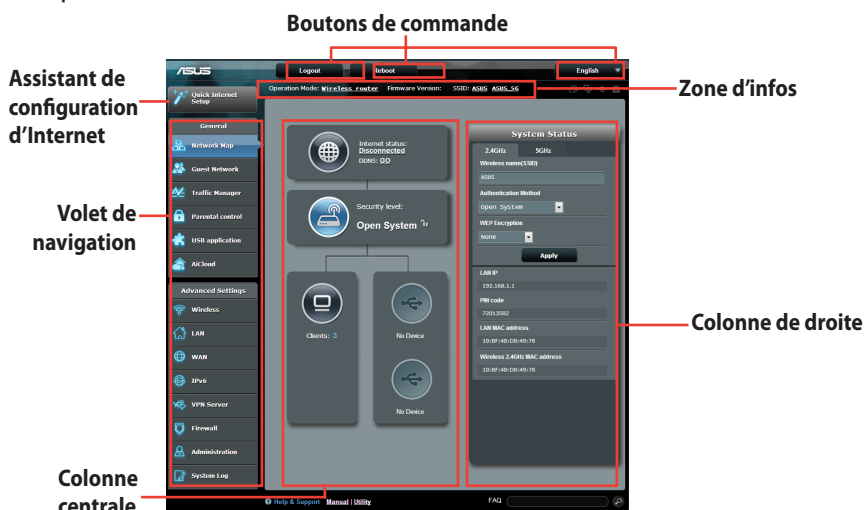 Boutons de commande
Assistant de
configuration
d'Internet
Volet de
navigation
Colonne
centrale
Zone d'infos
Colonne de droite
ASUS
Logout
Reboot
English
Quick Internet
Setup
Operation Mode: Wireless router Firmware Version: SSID: ASUS ASUS_5G
General
Network Map
Guest Network
Traffic Manager
Parental control
USB application
AiCloud
Advanced Settings
Wireless
LAN
WAN
IPv6
VPN Server
Firewall
Administration
System Log
Internet status:
Disconnected
DDNS: GO
Security level:
Open System
Clients: 3
No Device
No Device
System Status
2.4GHz 5GHz
Wireless name(SSID)
ASUS
Authentication Method
Open System
WEP Encryption
None
Apply
LAN IP
192.168.1.1
PIN code
72013502
LAN MAC address
10:BF:48:D8:49:78
Wireless 2.4GHz MAC address
10:BF:48:D8:49:78
Help & Support Manual | Utility
FAQ